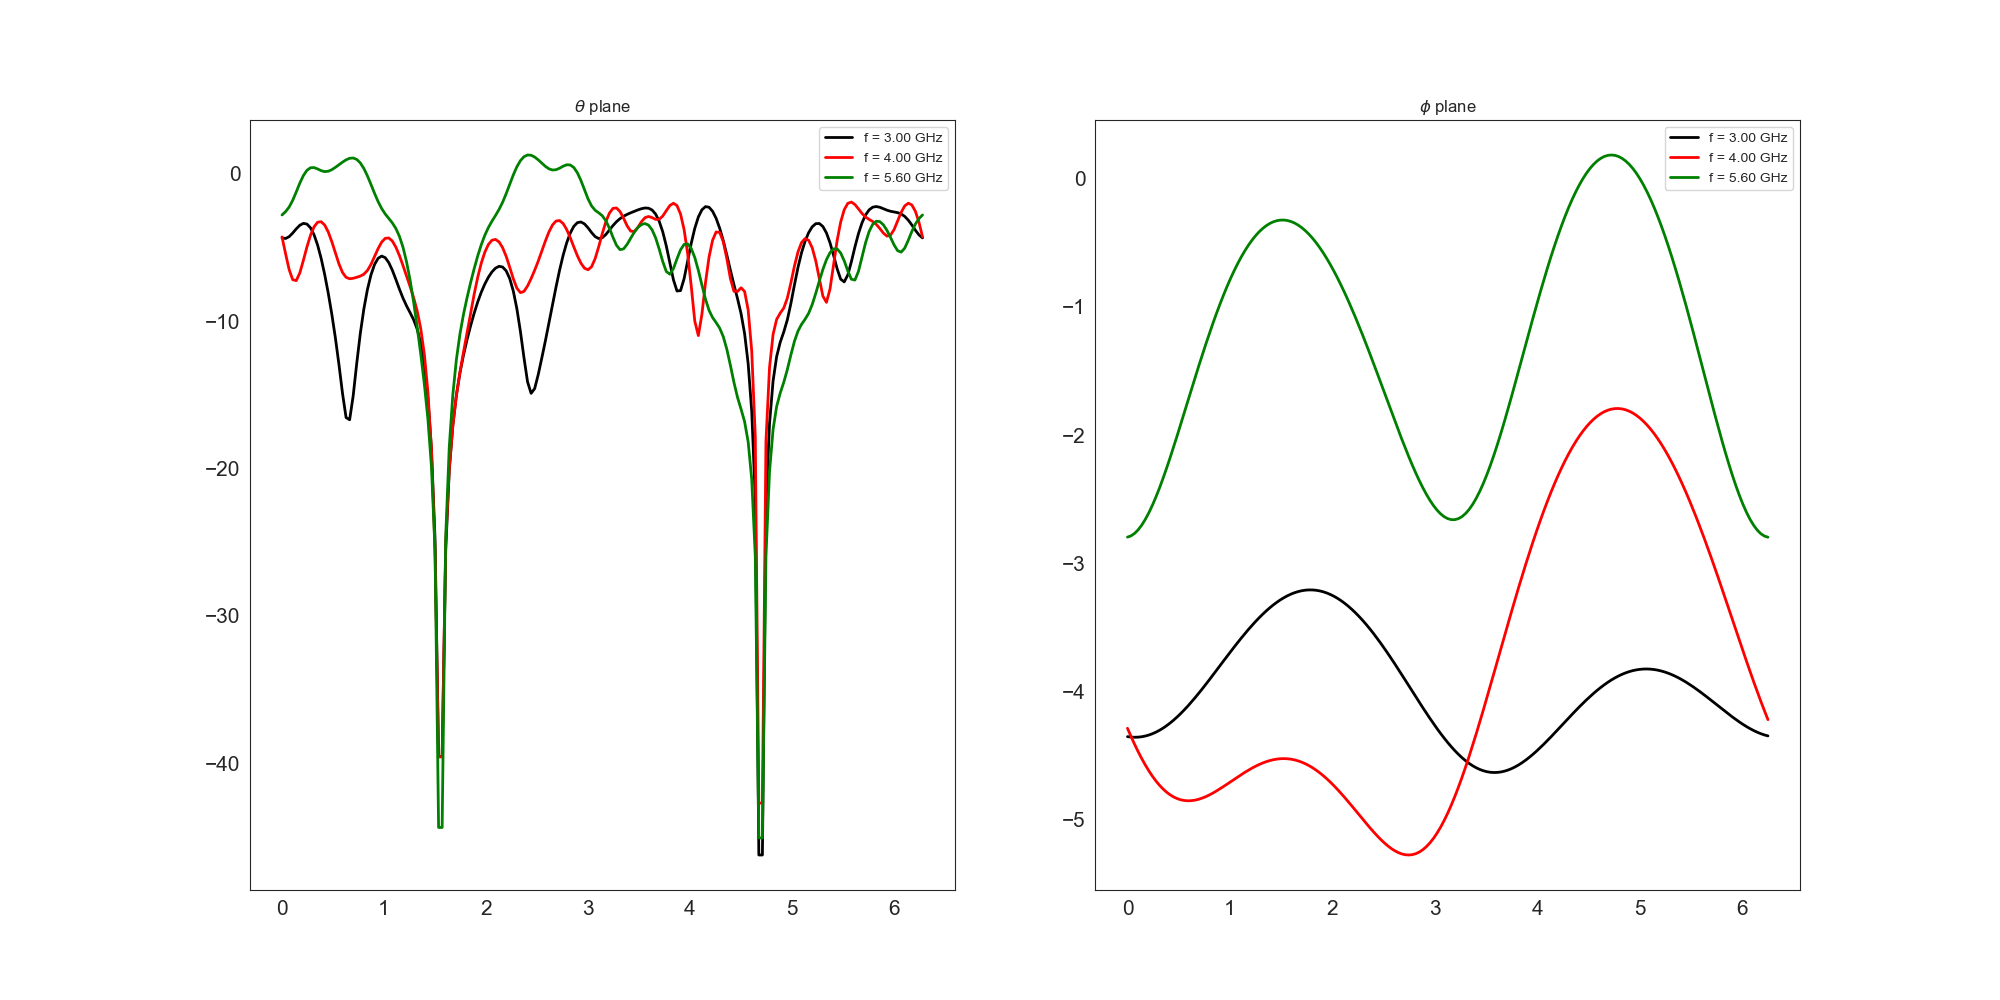 θ plane
f = 3.00 GHz
f = 4.00 GHz
f = 5.60 GHz
0
−10
−20
−30
−40
0 1 2 3 4 5 6
ϕ plane
f = 3.00 GHz
f = 4.00 GHz
f = 5.60 GHz
0
−1
−2
−3
−4
−5
0 1 2 3 4 5 6